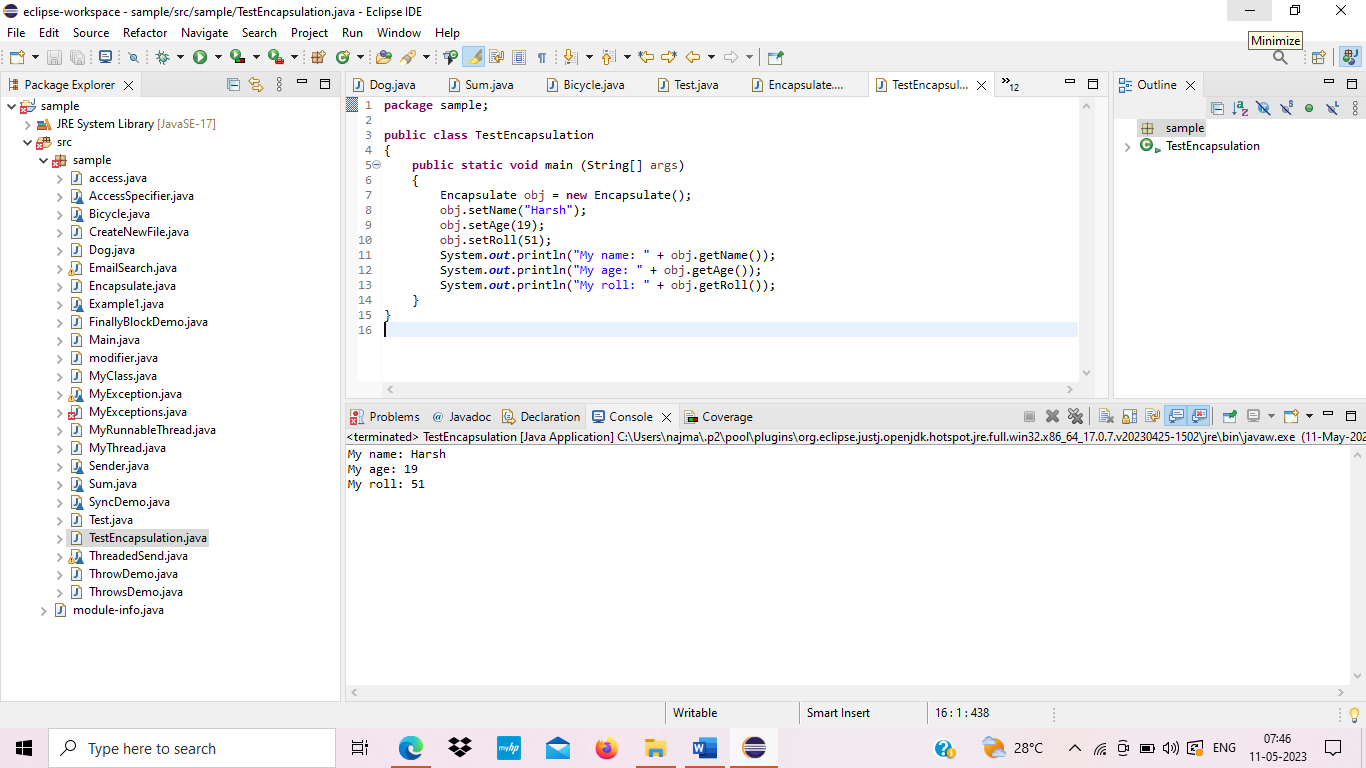 eclipse-workspace - sample/src/sample/TestEncapsulation.java - Eclipse IDE
File Edit Source Refactor Navigate Search Project Run Window Help
Minimize
Package Explorer
sample
JRE System Library [JavaSE-17]
src
sample
access.java
AccessSpecifier.java
Bicycle.java
CreateNewFile.java
Dog.java
EmailSearch.java
Encapsulate.java
Example1.java
FinallyBlockDemo.java
Main.java
modifier.java
MyClass.java
MyException.java
MyExceptions.java
MyRunnableThread.java
MyThread.java
Sender.java
Sum.java
SyncDemo.java
Test.java
TestEncapsulation.java
ThreadedSend.java
ThrowDemo.java
ThrowsDemo.java
module-info.java
Dog.java Sum.java Bicycle.java Test.java Encapsulate.... TestEncapsul... »12
1 package sample;
2
3 public class TestEncapsulation
4 {
5 public static void main (String[] args)
6 {
7 Encapsulate obj = new Encapsulate();
8 obj.setName("Harsh");
9 obj.setAge(19);
10 obj.setRoll(51);
11 System.out.println("My name: " + obj.getName());
12 System.out.println("My age: " + obj.getAge());
13 System.out.println("My roll: " + obj.getRoll());
14 }
15 }
16
Outline
sample
TestEncapsulation
Problems @ Javadoc Declaration Console Coverage
<terminated> TestEncapsulation [Java Application] C:\Users\najma\.p2\pool\plugins\org.eclipse.justj.openjdk.hotspot.jre.full.win32.x86_64_17.0.7.v20230425-1502\jre\bin\javaw.exe (11-May-202
My name: Harsh
My age: 19
My roll: 51
Writable Smart Insert 16 : 1 : 438
Type here to search
myhp
28°C
ENG
07:46
11-05-2023